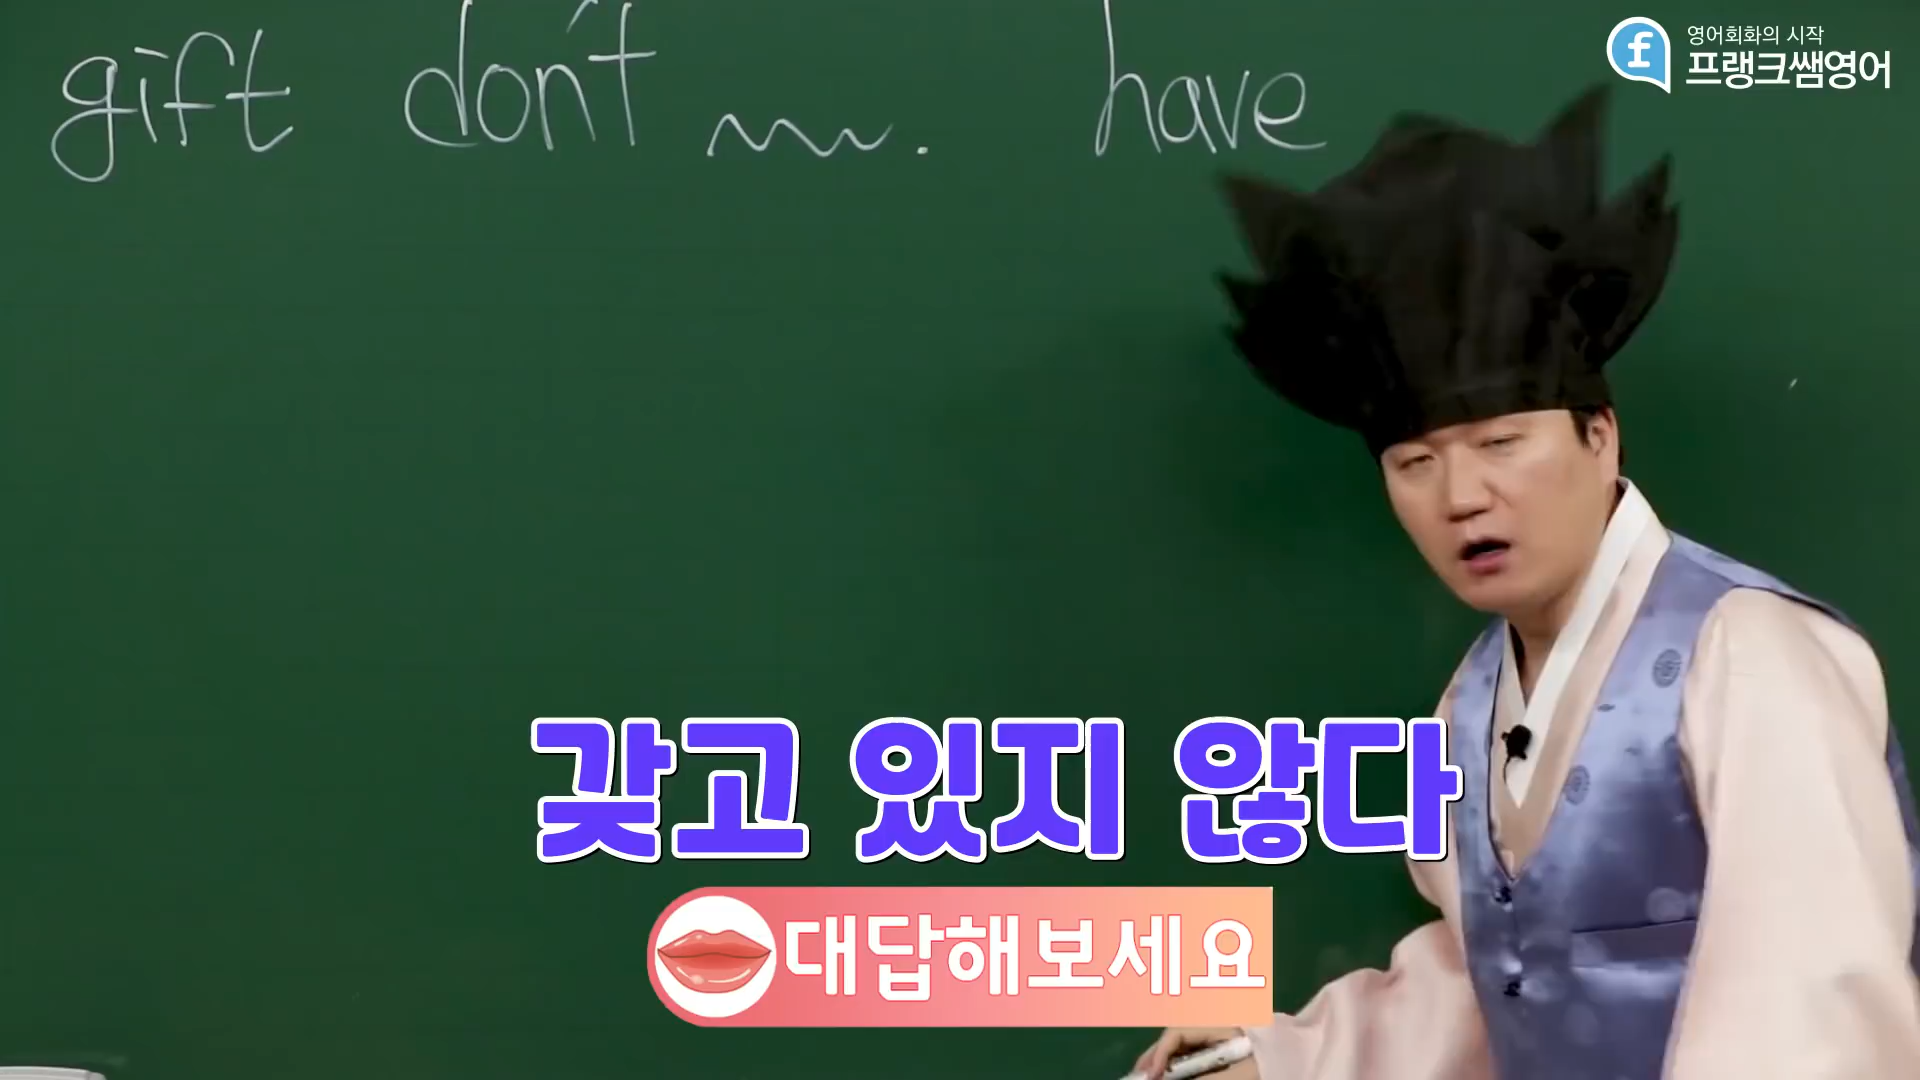 gift don't have
영어회화의 시작
프랭크쌤영어
갖고 있지 않다
대답해보세요